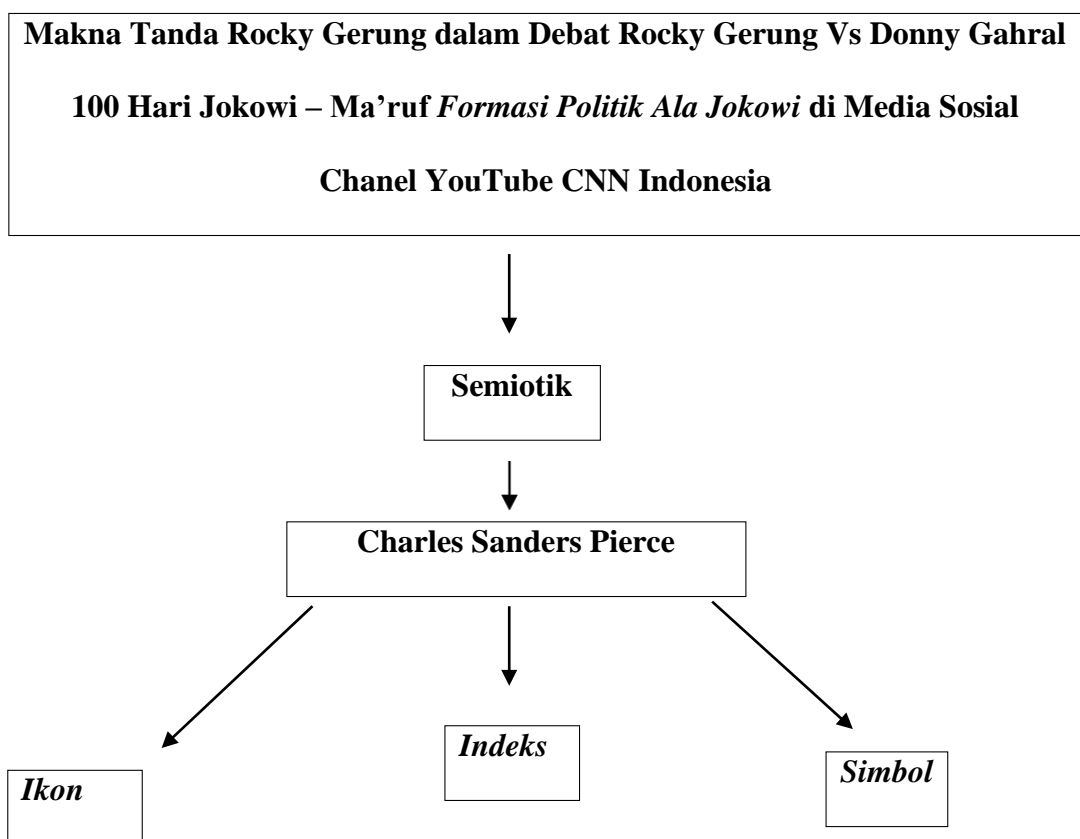 Makna Tanda Rocky Gerung dalam Debat Rocky Gerung Vs Donny Gahral
100 Hari Jokowi – Ma’ruf Formasi Politik Ala Jokowi di Media Sosial
Chanel YouTube CNN Indonesia
Semiotik
Charles Sanders Pierce
Ikon
Indeks
Simbol